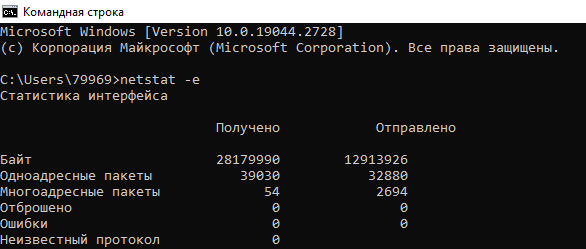 Командная строка
Microsoft Windows [Version 10.0.19044.2728]
(c) Корпорация Майкрософт (Microsoft Corporation). Все права защищены.
C:\Users\79969>netstat -e
Статистика интерфейса
Получено Отправлено
Байт 28179990 12913926
Одноадресные пакеты 39030 32880
Многоадресные пакеты 54 2694
Отброшено 0 0
Ошибки 0 0
Неизвестный протокол 0